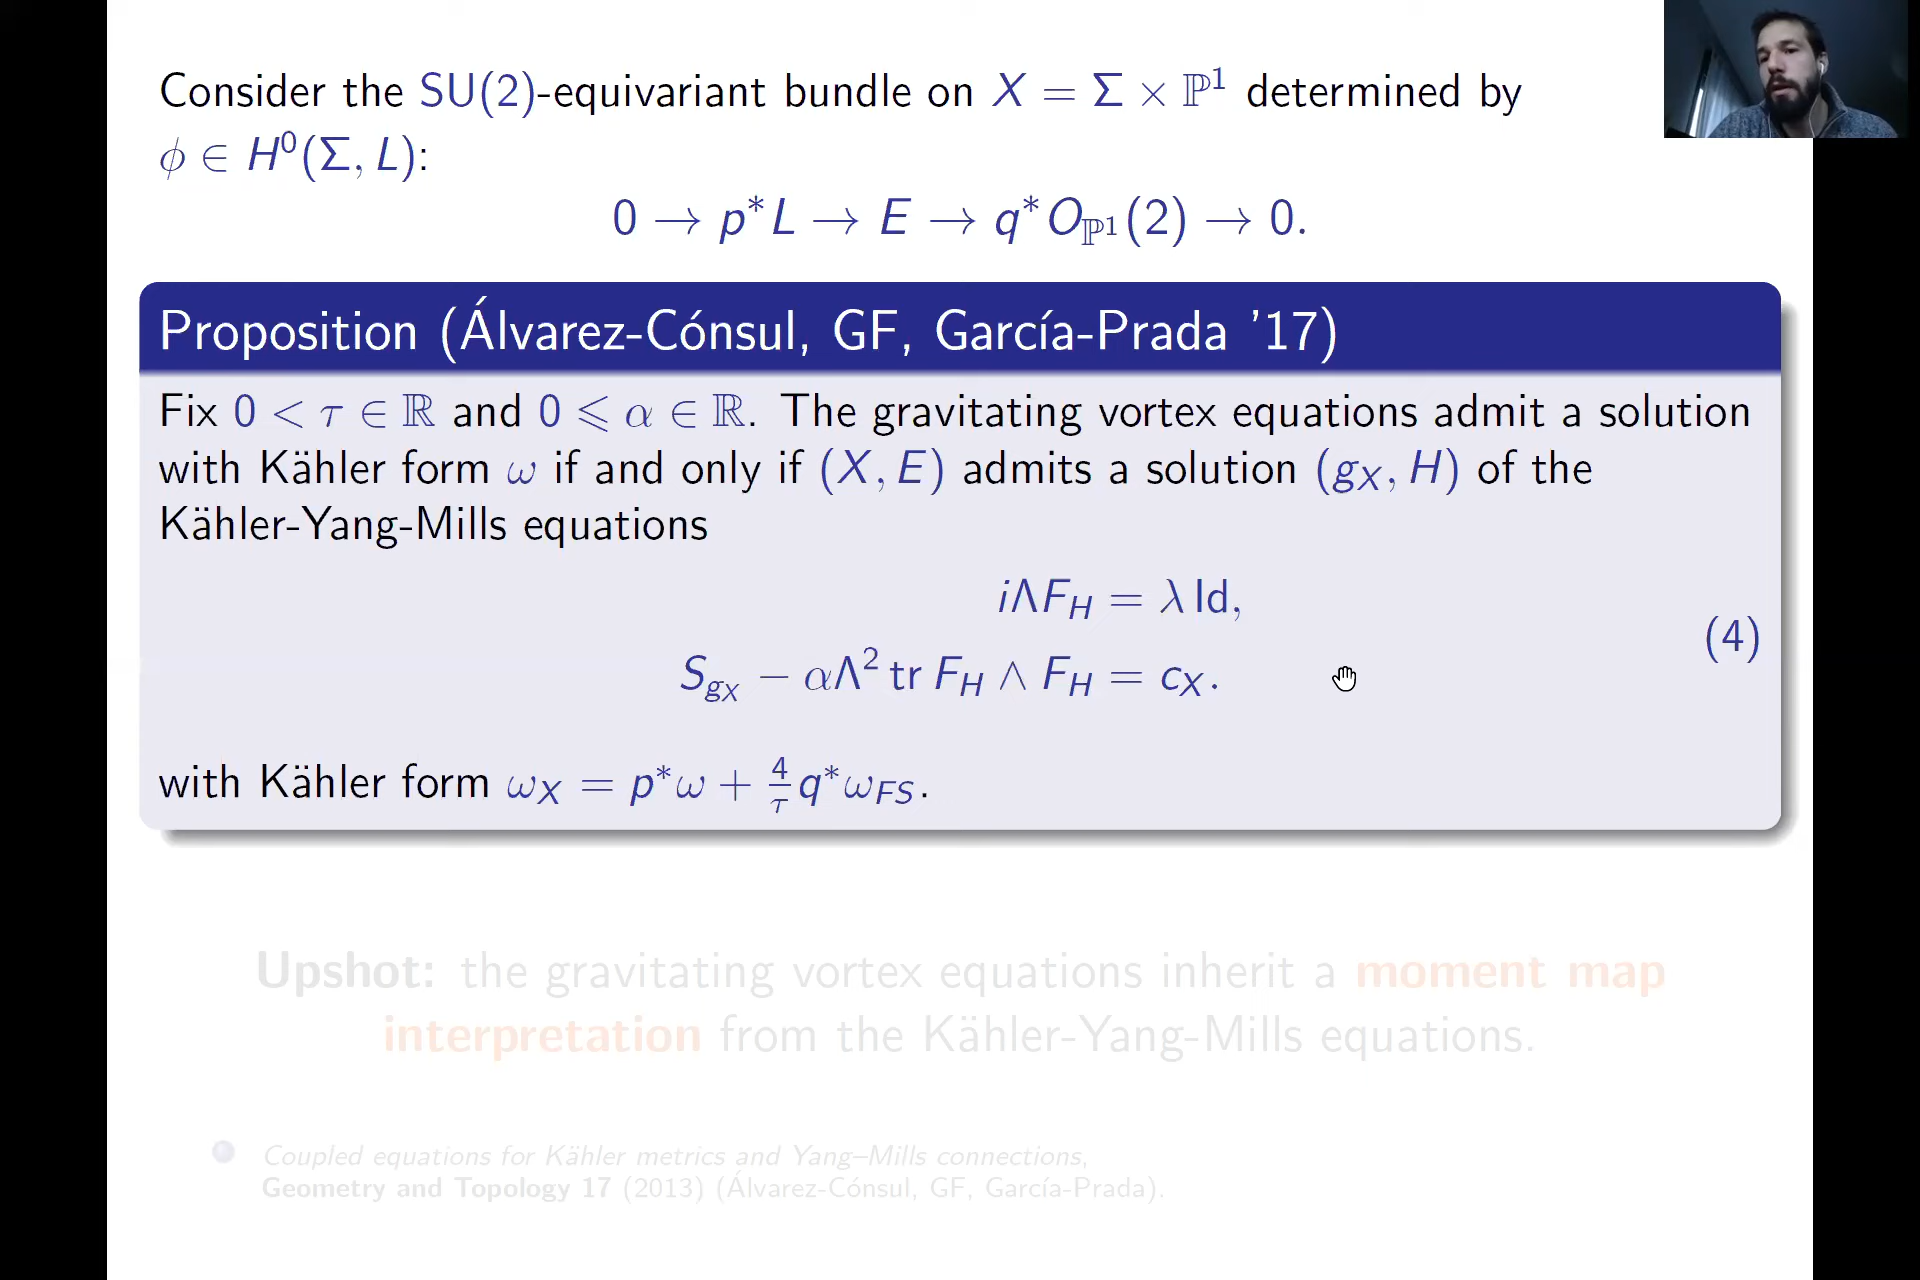 Consider the SU(2)-equivariant bundle on X = Σ × ℙ¹ determined by
ϕ ∈ H⁰(Σ, L):
0 → p*L → E → q*O_{ℙ¹}(2) → 0.
Proposition (Álvarez-Cónsul, GF, García-Prada '17)
Fix 0 < τ ∈ ℝ and 0 ⩽ α ∈ ℝ. The gravitating vortex equations admit a solution
with Kähler form ω if and only if (X, E) admits a solution (g_X, H) of the
Kähler-Yang-Mills equations
iΛF_H = λ Id,
(4)
S_{g_X} − αΛ² tr F_H ∧ F_H = c_X.
with Kähler form ω_X = p*ω + \frac{4}{τ} q*ω_{FS}.
Upshot: the gravitating vortex equations inherit a moment map
interpretation from the Kähler-Yang-Mills equations.
Coupled equations for Kähler metrics and Yang–Mills connections,
Geometry and Topology 17 (2013) (Álvarez-Cónsul, GF, García-Prada).